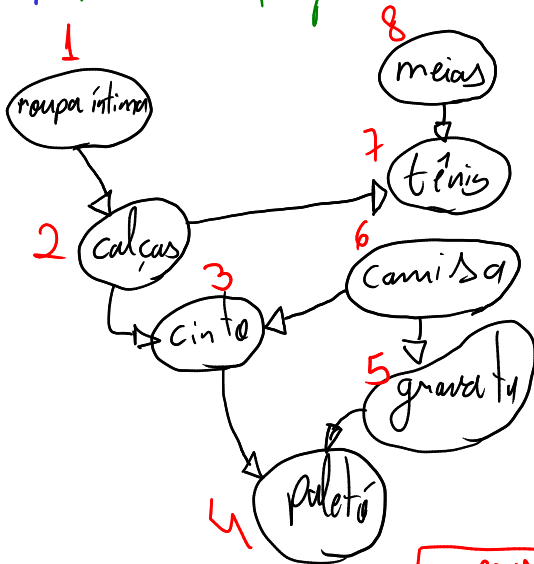 8
1
meias
roupa íntima
7
tênis
6
2
calças
camisa
3
cinto
5
gravata
paletó
4